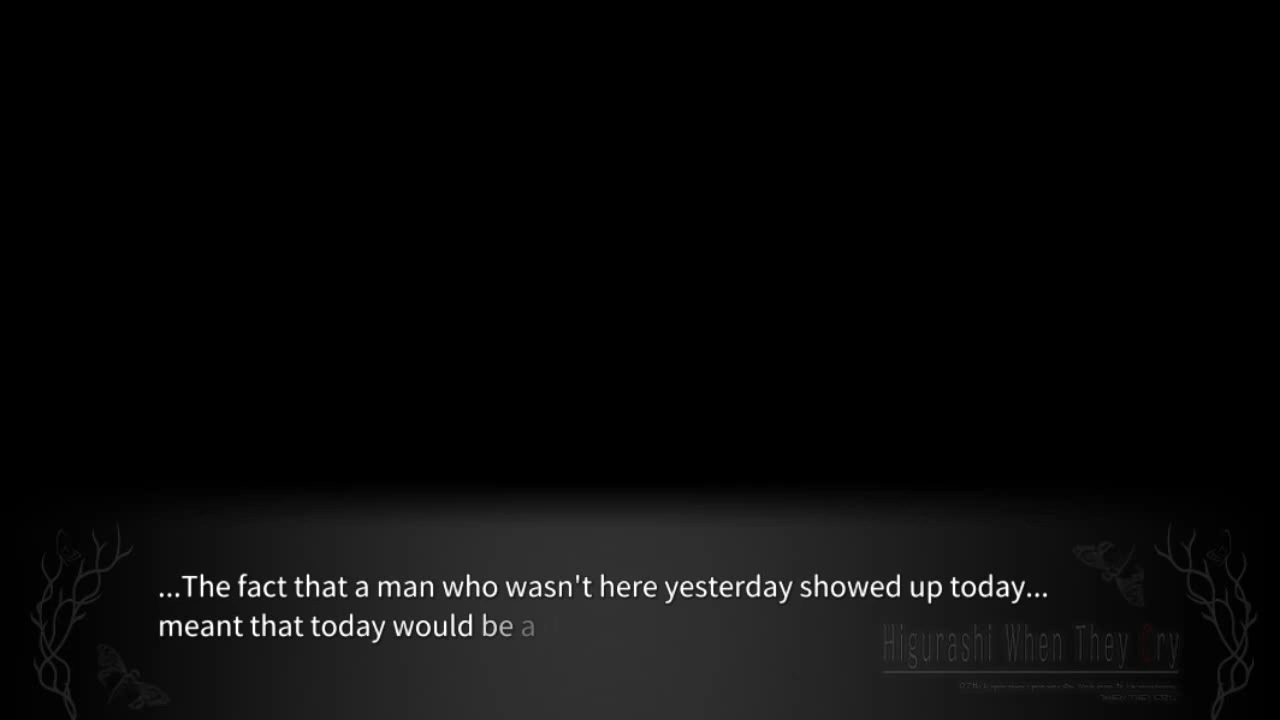 ...The fact that a man who wasn't here yesterday showed up today...
meant that today would be a
Higurashi When They Cry